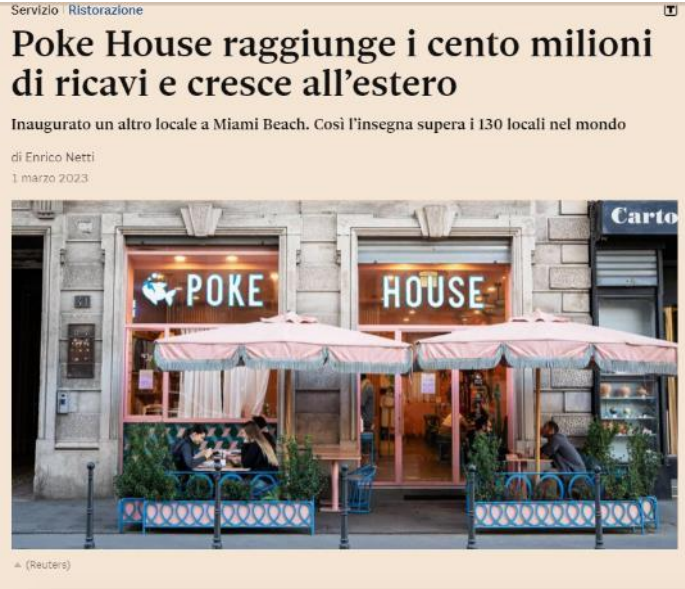 Servizio | Ristorazione
Poke House raggiunge i cento milioni
di ricavi e cresce all'estero
Inaugurato un altro locale a Miami Beach. Così l'insegna supera i 130 locali nel mondo
di Enrico Netti
1 marzo 2023
POKE HOUSE
Carto
(Reuters)